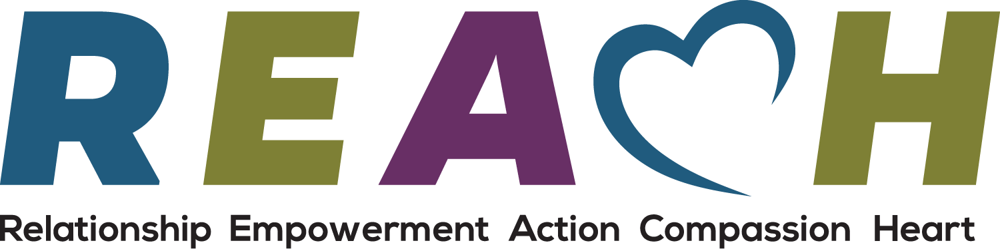 REACH
Relationship Empowerment Action Compassion Heart